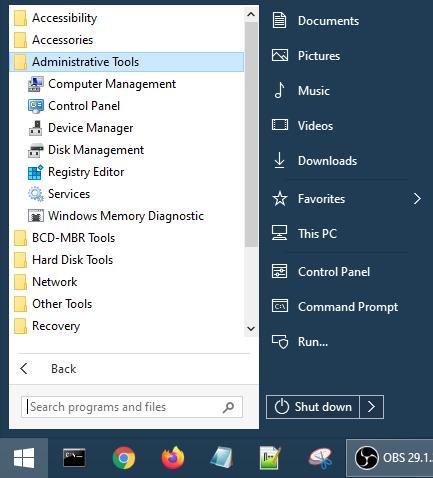 Accessibility
Accessories
Administrative Tools
Computer Management
Control Panel
Device Manager
Disk Management
Registry Editor
Services
Windows Memory Diagnostic
BCD-MBR Tools
Hard Disk Tools
Network
Other Tools
Recovery
Back
Search programs and files
Documents
Pictures
Music
Videos
Downloads
Favorites
This PC
Control Panel
Command Prompt
Run...
Shut down
OBS 29.1..